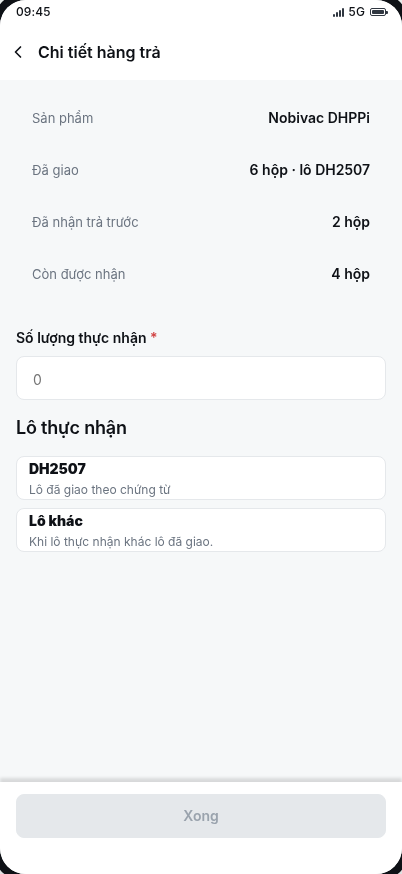 09:45
5G
Chi tiết hàng trả
Sản phẩm
Nobivac DHPPi
Đã giao
6 hộp · lô DH2507
Đã nhận trả trước
2 hộp
Còn được nhận
4 hộp
Số lượng thực nhận *
0
Lô thực nhận
DH2507
Lô đã giao theo chứng từ
Lô khác
Khi lô thực nhận khác lô đã giao.
Xong